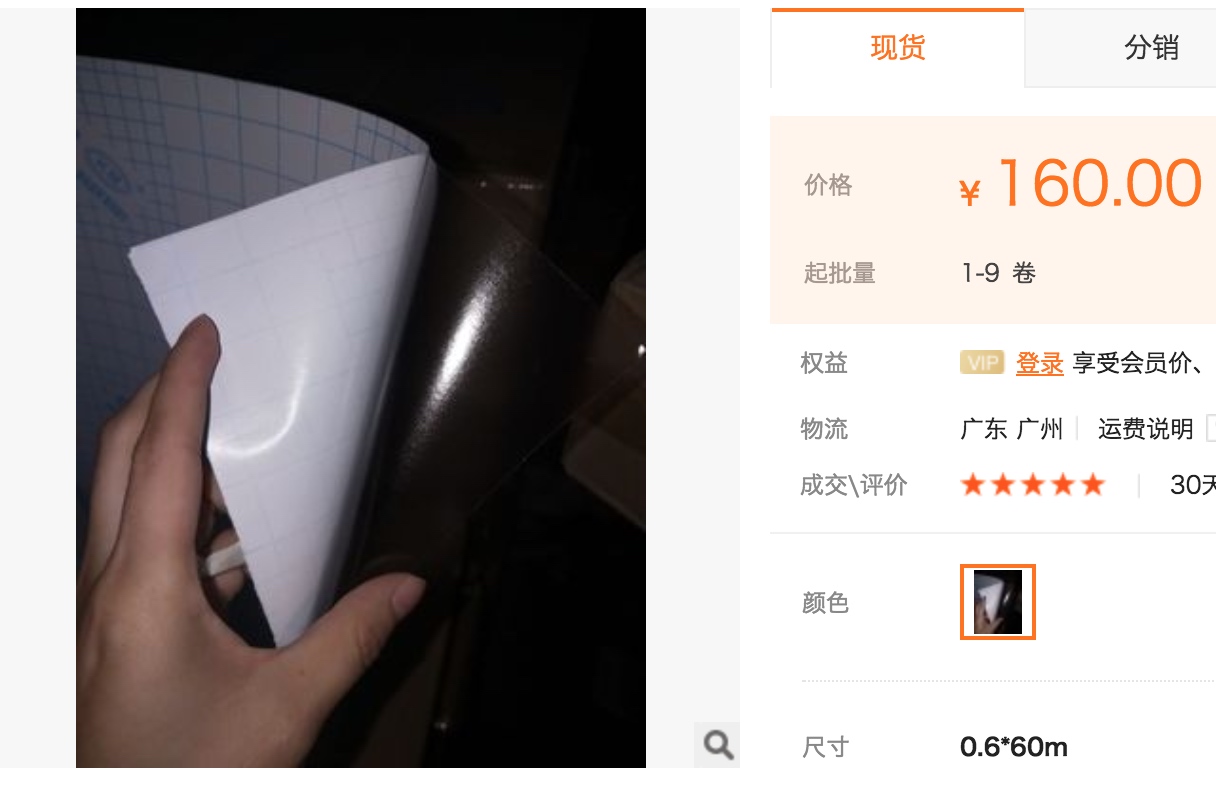 现货
分销
价格
¥ 160.00
起批量
1-9 卷
权益
VIP 登录 享受会员价、
物流
广东 广州 运费说明
成交\评价
30天
颜色
尺寸
0.6*60m